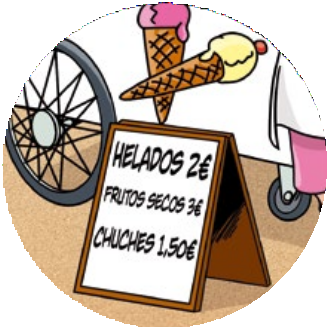 HELADOS 2€
FRUTOS SECOS 3€
CHUCHES 1,50€